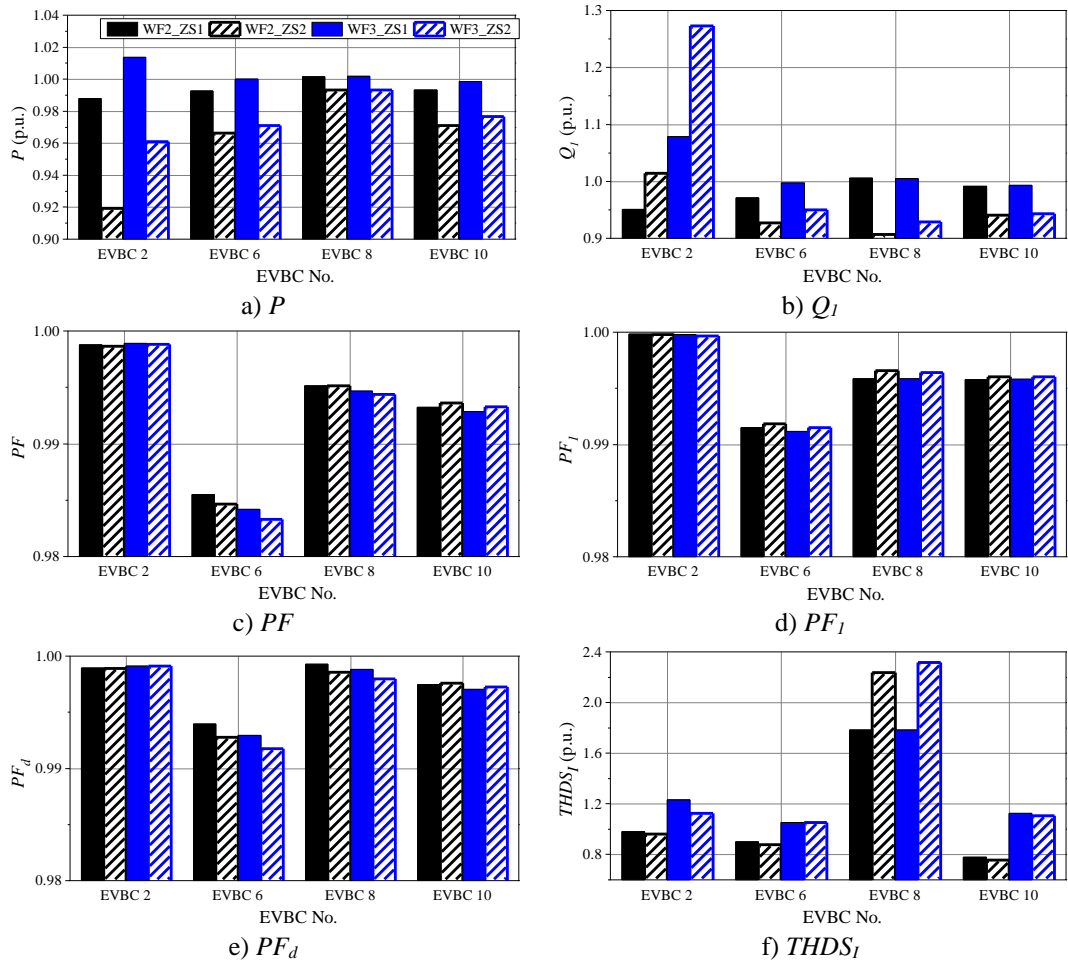 WF2_ZS1 WF2_ZS2 WF3_ZS1 WF3_ZS2
1.04
1.02
1.00
0.98
0.96
0.94
0.92
0.90
P (p.u.)
EVBC 2 EVBC 6 EVBC 8 EVBC 10
EVBC No.
a) P
1.3
1.2
1.1
1.0
0.9
Q1 (p.u.)
EVBC 2 EVBC 6 EVBC 8 EVBC 10
EVBC No.
b) Q1
1.00
0.99
0.98
PF
EVBC 2 EVBC 6 EVBC 8 EVBC 10
EVBC No.
c) PF
1.00
0.99
0.98
PF1
EVBC 2 EVBC 6 EVBC 8 EVBC 10
EVBC No.
d) PF1
1.00
0.99
0.98
PFd
EVBC 2 EVBC 6 EVBC 8 EVBC 10
EVBC No.
e) PFd
2.4
2.0
1.6
1.2
0.8
THDSI (p.u.)
EVBC 2 EVBC 6 EVBC 8 EVBC 10
EVBC No.
f) THDSI